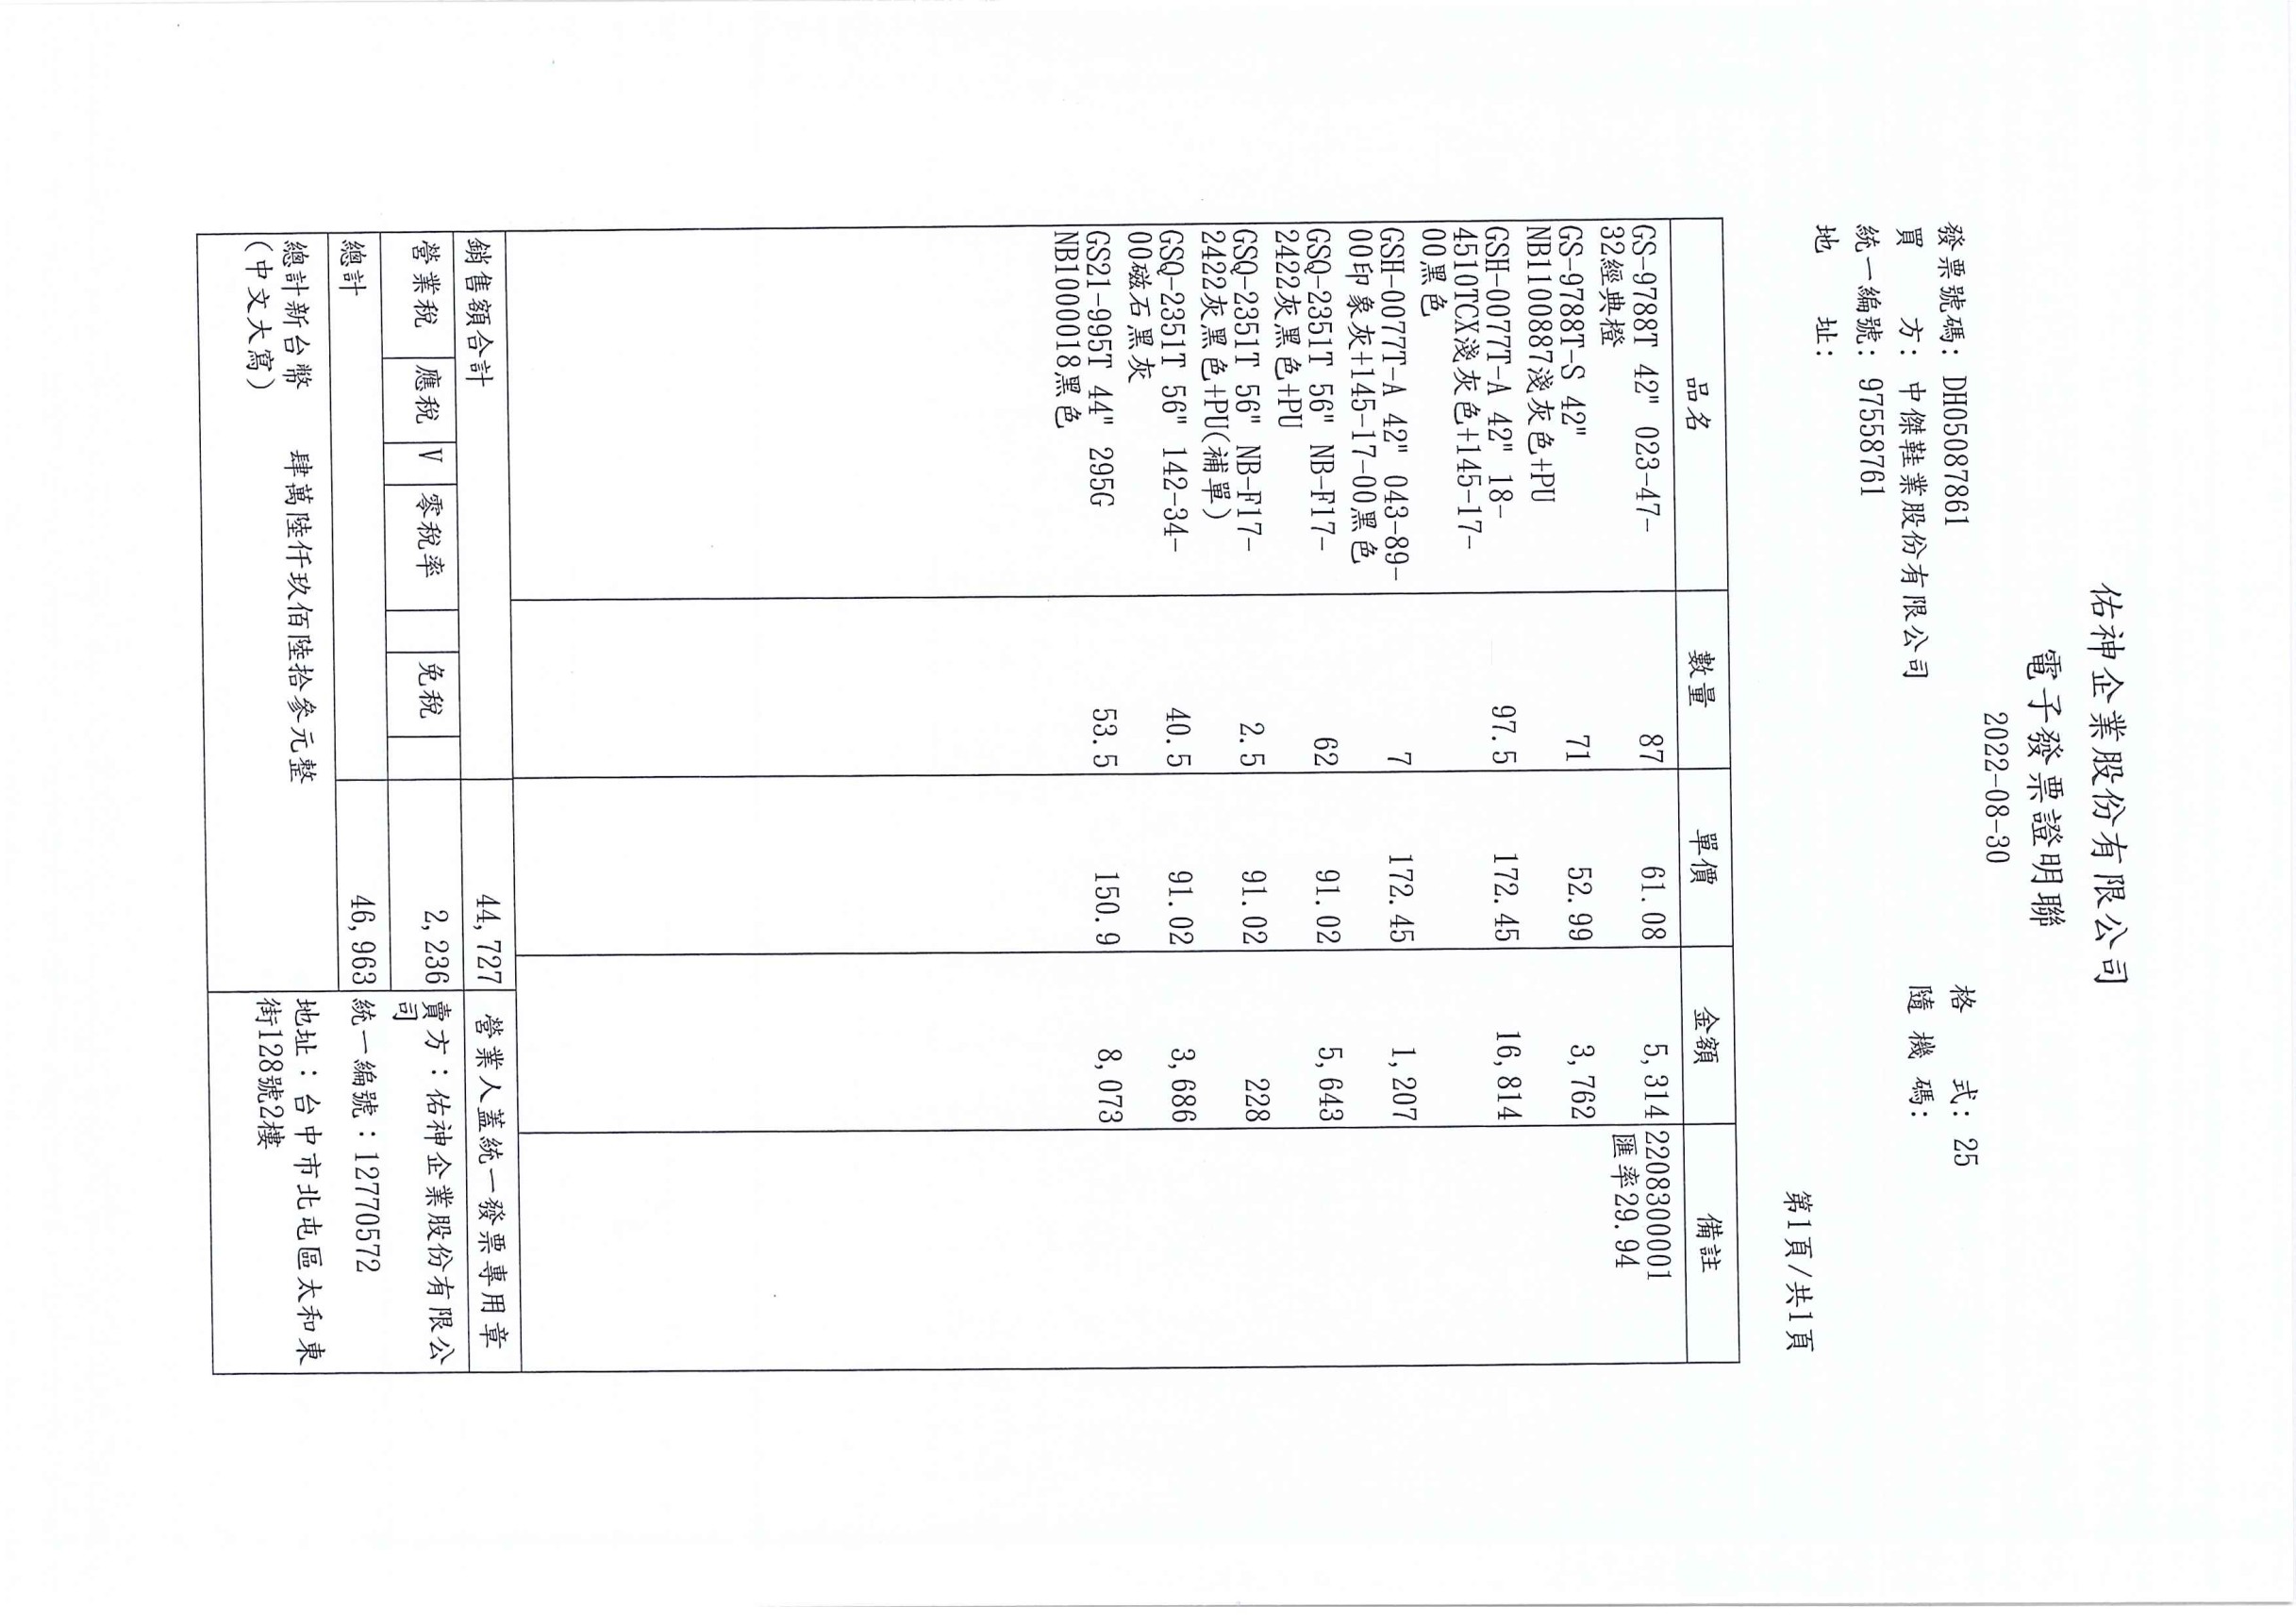 佑神企業股份有限公司
電子發票證明聯
2022-08-30
發票號碼: DH05087861
格 式: 25
買 方: 中傑鞋業股份有限公司
隨 機 碼:
統一編號: 97558761
地 址:
第1頁/共1頁
品名 數量 單價 金額 備註
GS-9788T 42" 023-47- 87 61.08 5,314 2208300001
32經典橙 匯率29.94
GS-9788T-S 42" 71 52.99 3,762
NB1100887淺灰色+PU
GSH-0077T-A 42" 18- 97.5 172.45 16,814
4510TCX淺灰色+145-17-
00黑色
GSH-0077T-A 42" 043-89- 7 172.45 1,207
00印象灰+145-17-00黑色
GSQ-2351T 56" NB-F17- 62 91.02 5,643
2422灰黑色+PU
GSQ-2351T 56" NB-F17- 2.5 91.02 228
2422灰黑色+PU(補單)
GSQ-2351T 56" 142-34- 40.5 91.02 3,686
00磁石黑灰
GS21-995T 44" 295G 53.5 150.9 8,073
NB1000018黑色
銷售額合計 44,727 營業人蓋統一發票專用章
營業稅 應稅 V 零稅率 免稅 2,236 賣方：佑神企業股份有限公
司
總計 46,963 統一編號：12770572
總計新台幣 肆萬陸仟玖佰陸拾參元整 地址：台中市北屯區太和東
(中文大寫) 街128號2樓